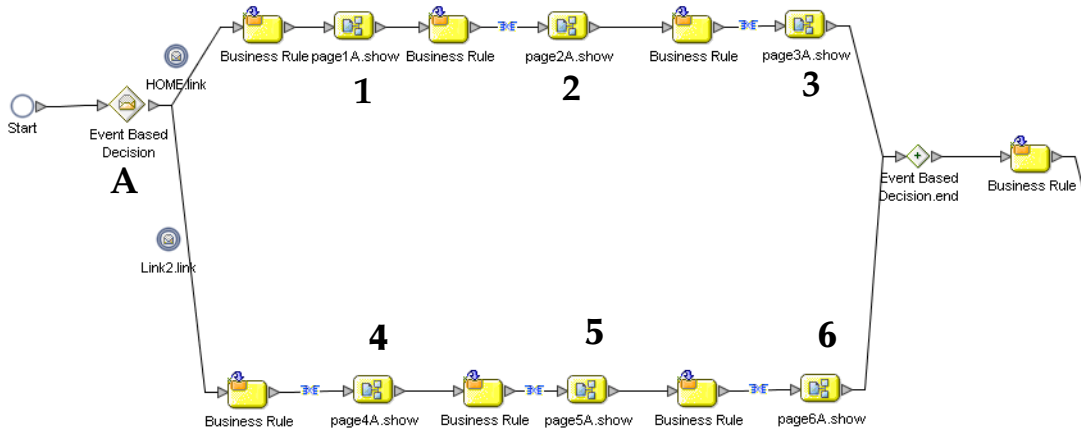 Business Rule page1A.show Business Rule page2A.show Business Rule page3A.show
1 2 3
HOME.link
Start
Event Based
Decision
A
Event Based
Decision.end
Business Rule
Link2.link
4 5 6
Business Rule page4A.show Business Rule page5A.show Business Rule page6A.show